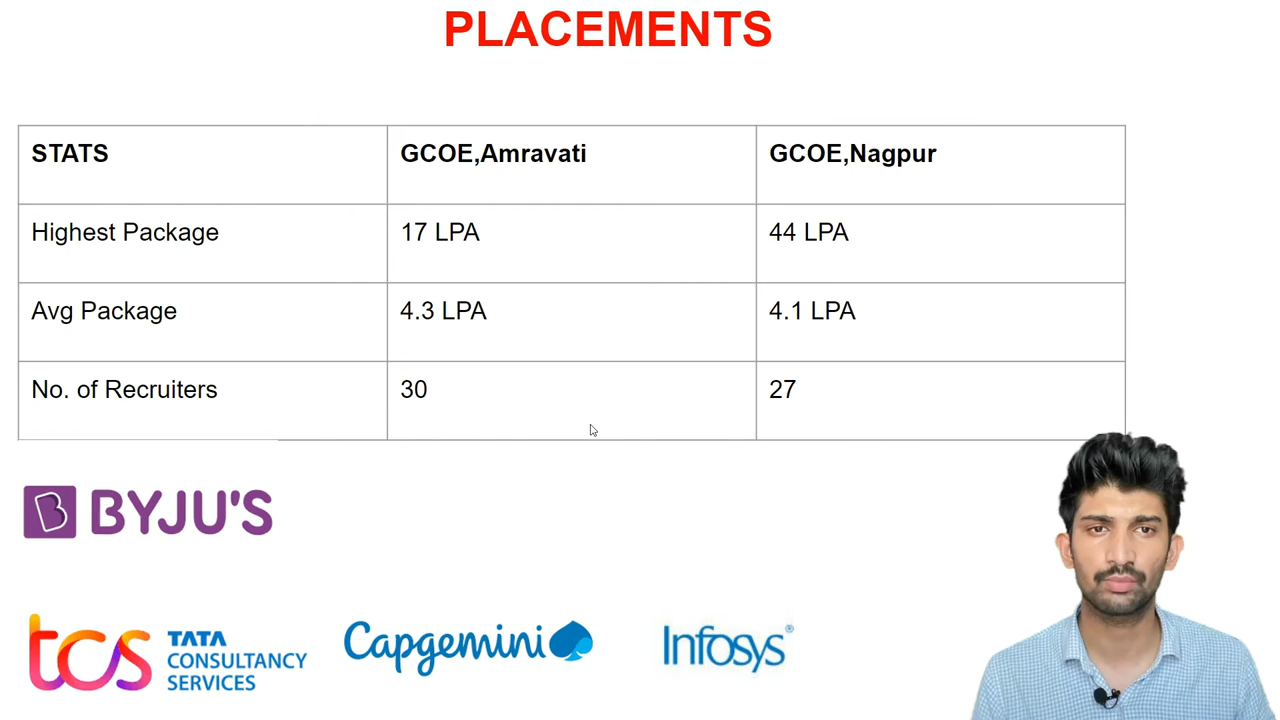 PLACEMENTS
STATS GCOE,Amravati GCOE,Nagpur
Highest Package 17 LPA 44 LPA
Avg Package 4.3 LPA 4.1 LPA
No. of Recruiters 30 27
B BYJU'S
tcs TATA
CONSULTANCY
SERVICES
Capgemini
Infosys®